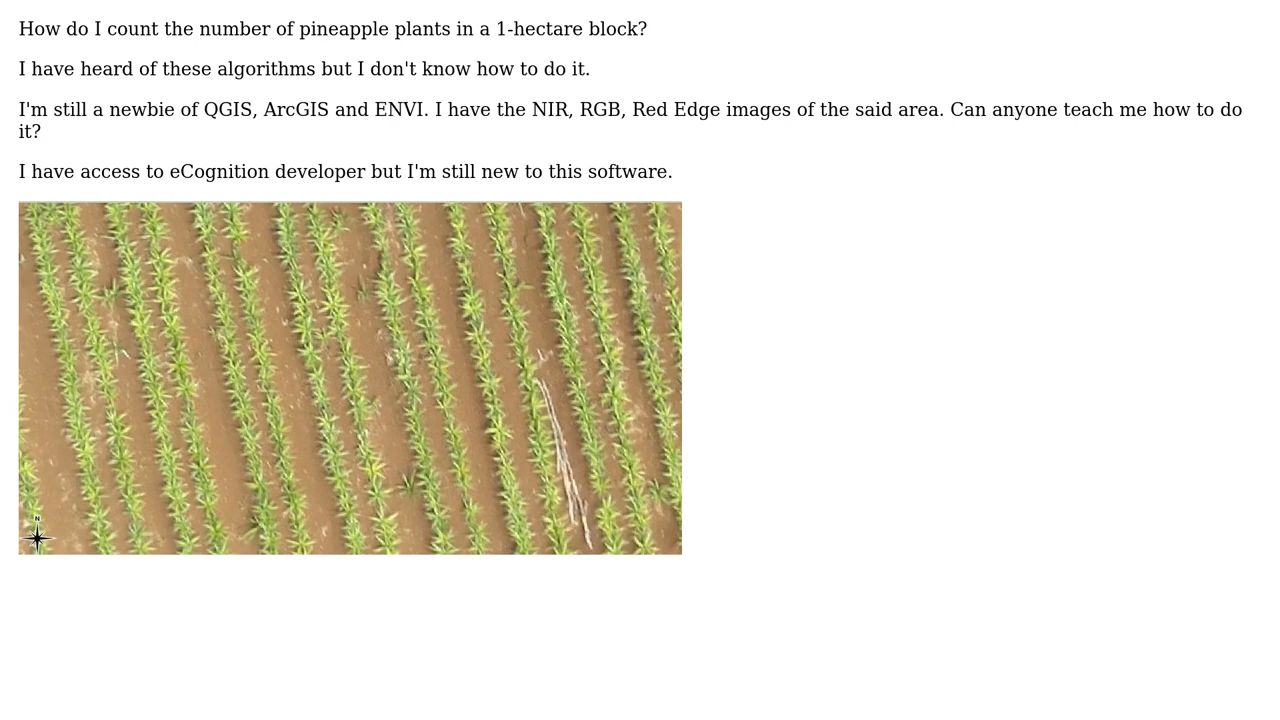 How do I count the number of pineapple plants in a 1-hectare block?
I have heard of these algorithms but I don't know how to do it.
I'm still a newbie of QGIS, ArcGIS and ENVI. I have the NIR, RGB, Red Edge images of the said area. Can anyone teach me how to do
it?
I have access to eCognition developer but I'm still new to this software.
N